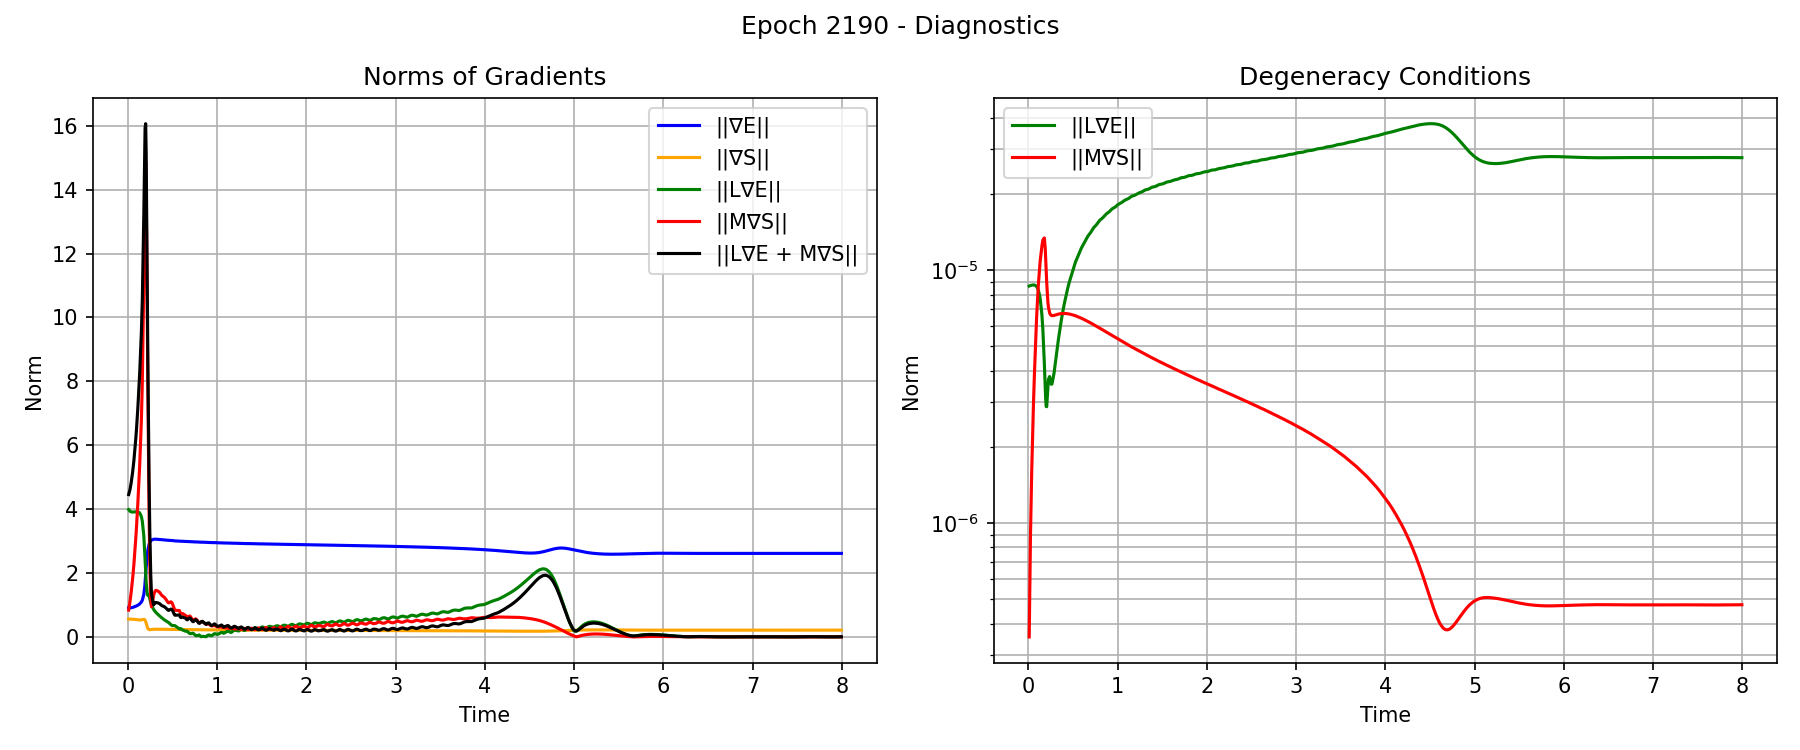 Epoch 2190 - Diagnostics
Norms of Gradients
||∇E||
||∇S||
||L∇E||
||M∇S||
||L∇E + M∇S||
16
14
12
10
8
6
4
2
0
Norm
0 1 2 3 4 5 6 7 8
Time
Degeneracy Conditions
||L∇E||
||M∇S||
10⁻⁵
10⁻⁶
Norm
0 1 2 3 4 5 6 7 8
Time